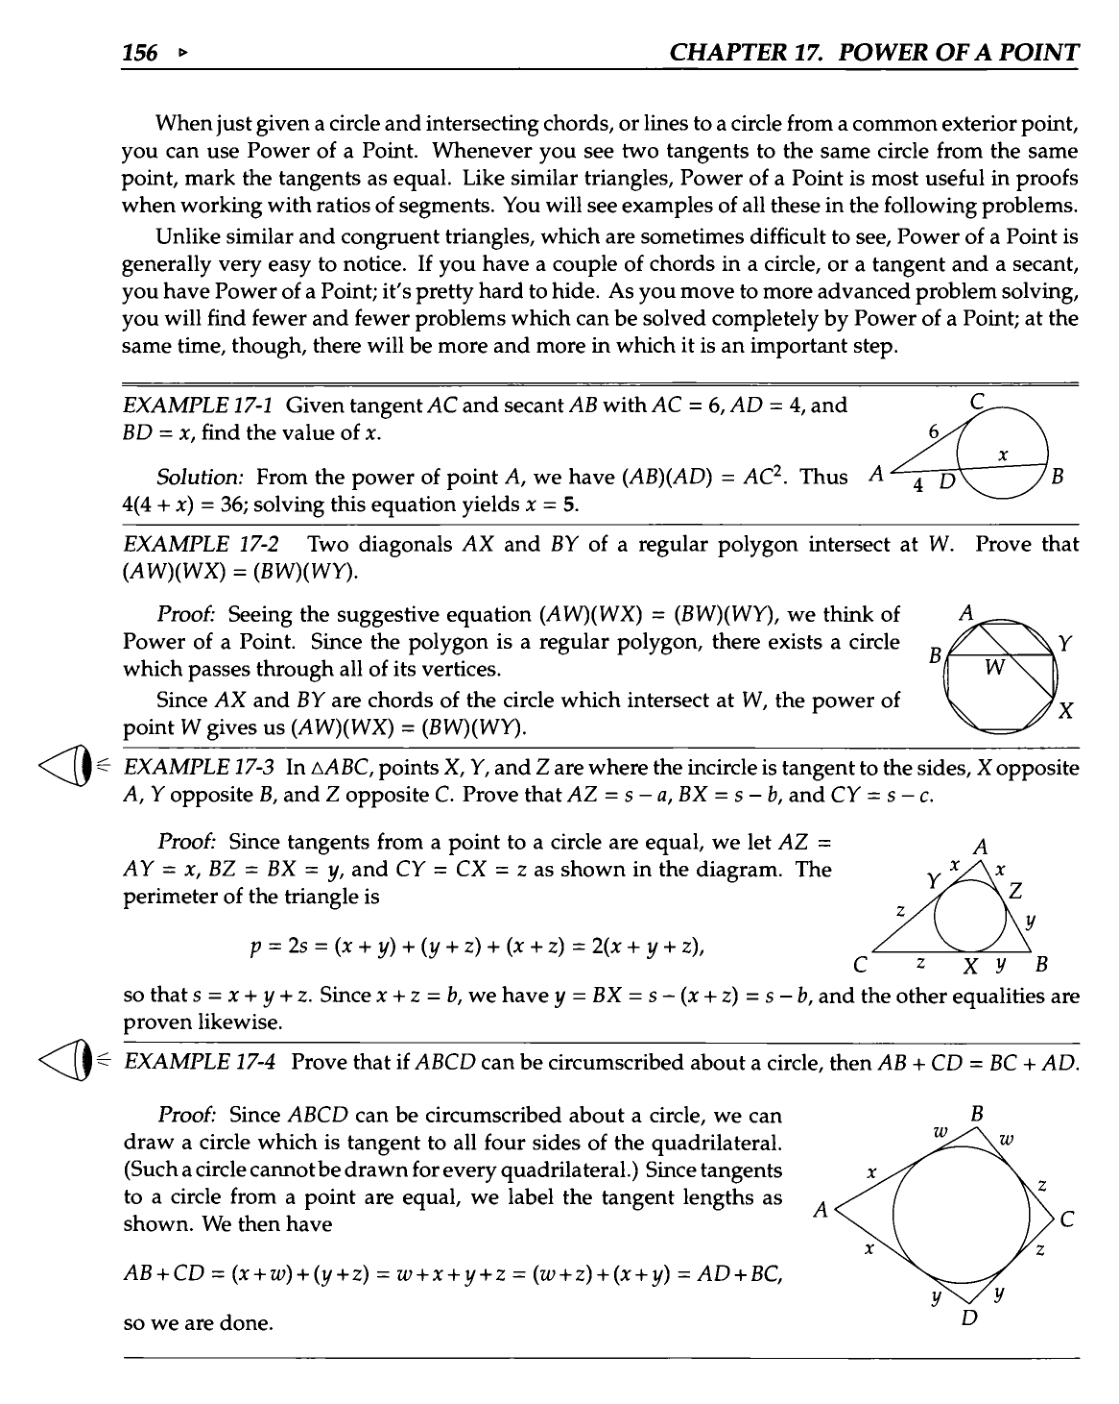 156 ▹ CHAPTER 17. POWER OF A POINT
When just given a circle and intersecting chords, or lines to a circle from a common exterior point,
you can use Power of a Point. Whenever you see two tangents to the same circle from the same
point, mark the tangents as equal. Like similar triangles, Power of a Point is most useful in proofs
when working with ratios of segments. You will see examples of all these in the following problems.
Unlike similar and congruent triangles, which are sometimes difficult to see, Power of a Point is
generally very easy to notice. If you have a couple of chords in a circle, or a tangent and a secant,
you have Power of a Point; it's pretty hard to hide. As you move to more advanced problem solving,
you will find fewer and fewer problems which can be solved completely by Power of a Point; at the
same time, though, there will be more and more in which it is an important step.
EXAMPLE 17-1 Given tangent AC and secant AB with AC = 6, AD = 4, and
BD = x, find the value of x.
Solution: From the power of point A, we have (AB)(AD) = AC². Thus
4(4 + x) = 36; solving this equation yields x = 5.
C
6
x
A
4 D
B
EXAMPLE 17-2 Two diagonals AX and BY of a regular polygon intersect at W. Prove that
(AW)(WX) = (BW)(WY).
Proof: Seeing the suggestive equation (AW)(WX) = (BW)(WY), we think of
Power of a Point. Since the polygon is a regular polygon, there exists a circle
which passes through all of its vertices.
Since AX and BY are chords of the circle which intersect at W, the power of
point W gives us (AW)(WX) = (BW)(WY).
A
Y
B
W
X
EXAMPLE 17-3 In △ABC, points X, Y, and Z are where the incircle is tangent to the sides, X opposite
A, Y opposite B, and Z opposite C. Prove that AZ = s − a, BX = s − b, and CY = s − c.
Proof: Since tangents from a point to a circle are equal, we let AZ =
AY = x, BZ = BX = y, and CY = CX = z as shown in the diagram. The
perimeter of the triangle is
p = 2s = (x + y) + (y + z) + (x + z) = 2(x + y + z),
A
x x
Y
Z
z
y
C z X y B
so that s = x + y + z. Since x + z = b, we have y = BX = s − (x + z) = s − b, and the other equalities are
proven likewise.
EXAMPLE 17-4 Prove that if ABCD can be circumscribed about a circle, then AB + CD = BC + AD.
Proof: Since ABCD can be circumscribed about a circle, we can
draw a circle which is tangent to all four sides of the quadrilateral.
(Such a circle cannot be drawn for every quadrilateral.) Since tangents
to a circle from a point are equal, we label the tangent lengths as
shown. We then have
AB + CD = (x + w) + (y + z) = w + x + y + z = (w + z) + (x + y) = AD + BC,
so we are done.
B
w w
x
z
A
C
x
z
y y
D